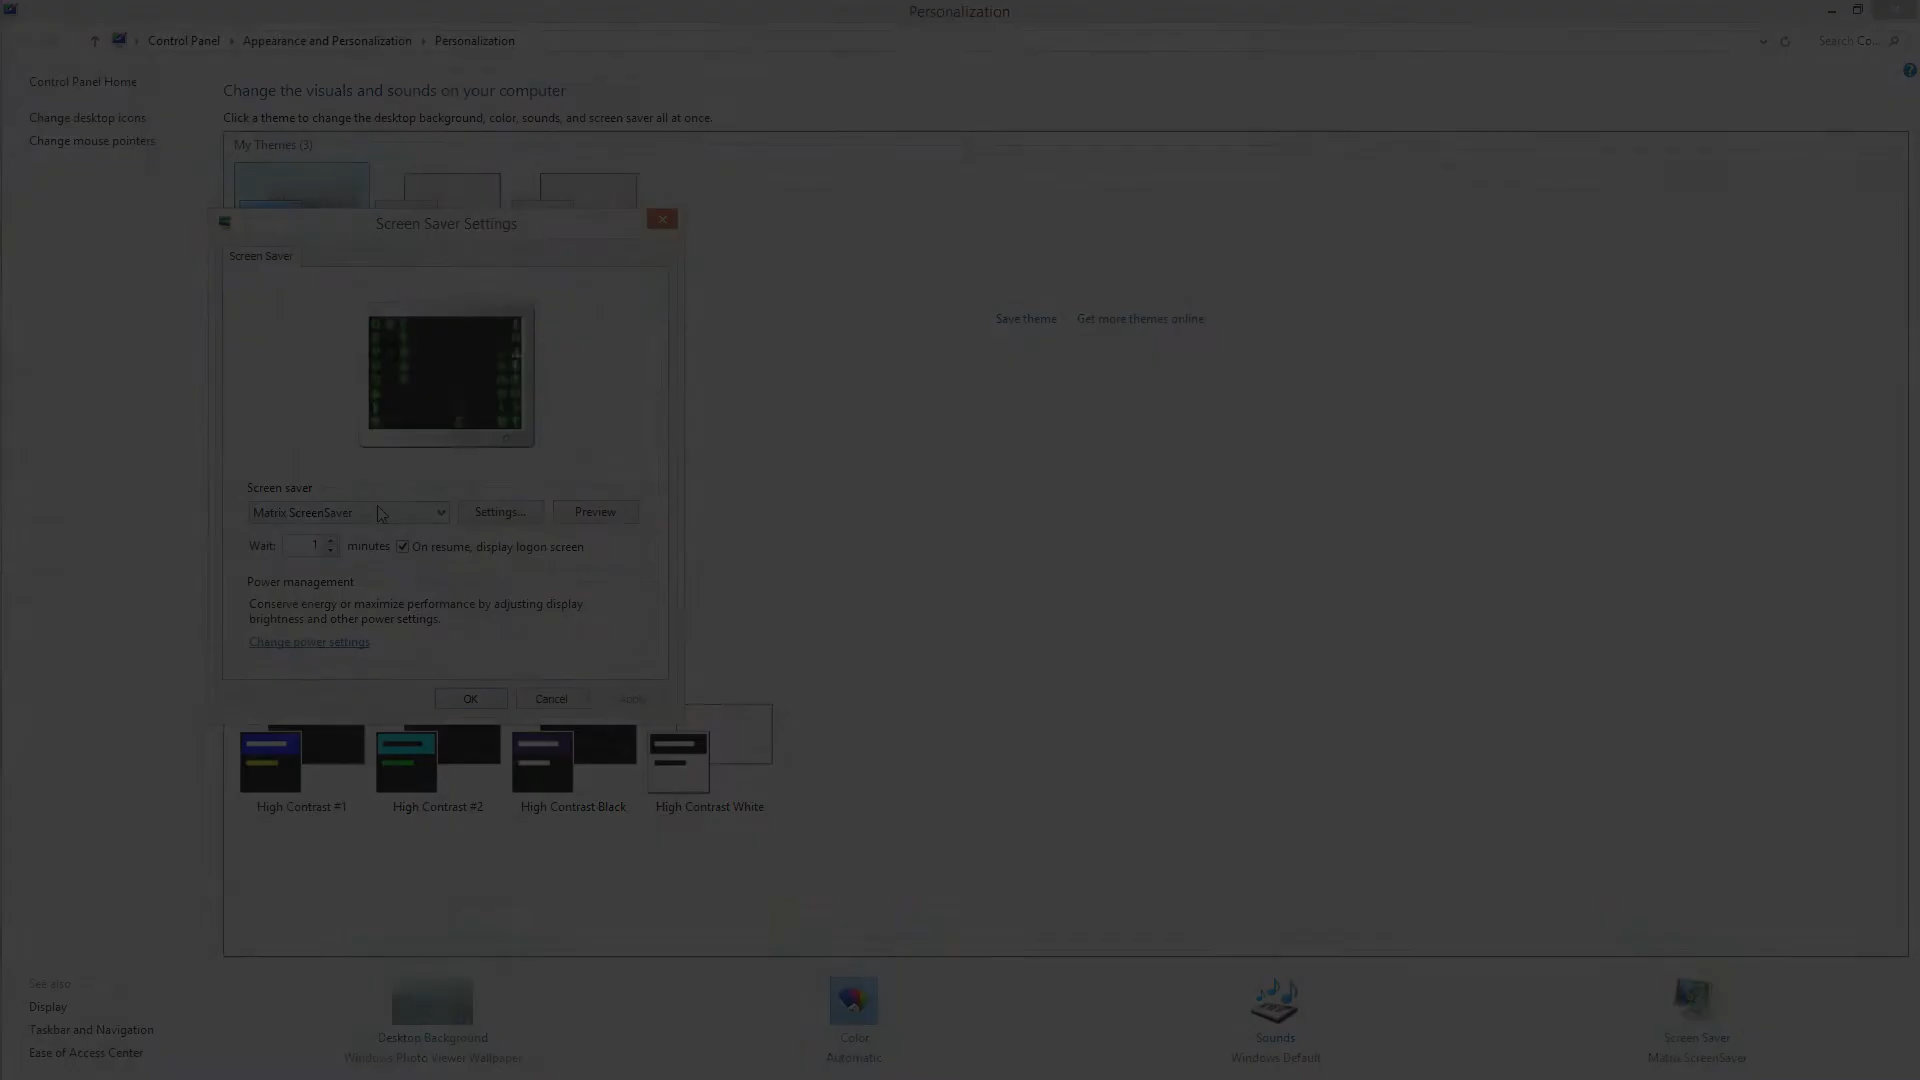 Personalization
Control Panel Appearance and Personalization Personalization
Search Co...
Control Panel Home
Change desktop icons
Change mouse pointers
Change the visuals and sounds on your computer
Click a theme to change the desktop background, color, sounds, and screen saver all at once.
My Themes (3)
Save theme Get more themes online
Screen Saver Settings
Screen Saver
Screen saver
Matrix ScreenSaver Settings... Preview
Wait: 1 minutes On resume, display logon screen
Power management
Conserve energy or maximize performance by adjusting display
brightness and other power settings.
Change power settings
OK Cancel Apply
High Contrast #1 High Contrast #2 High Contrast Black High Contrast White
See also
Display
Taskbar and Navigation
Ease of Access Center
Desktop Background
Windows Photo Viewer Wallpaper
Color
Automatic
Sounds
Windows Default
Screen Saver
Matrix ScreenSaver